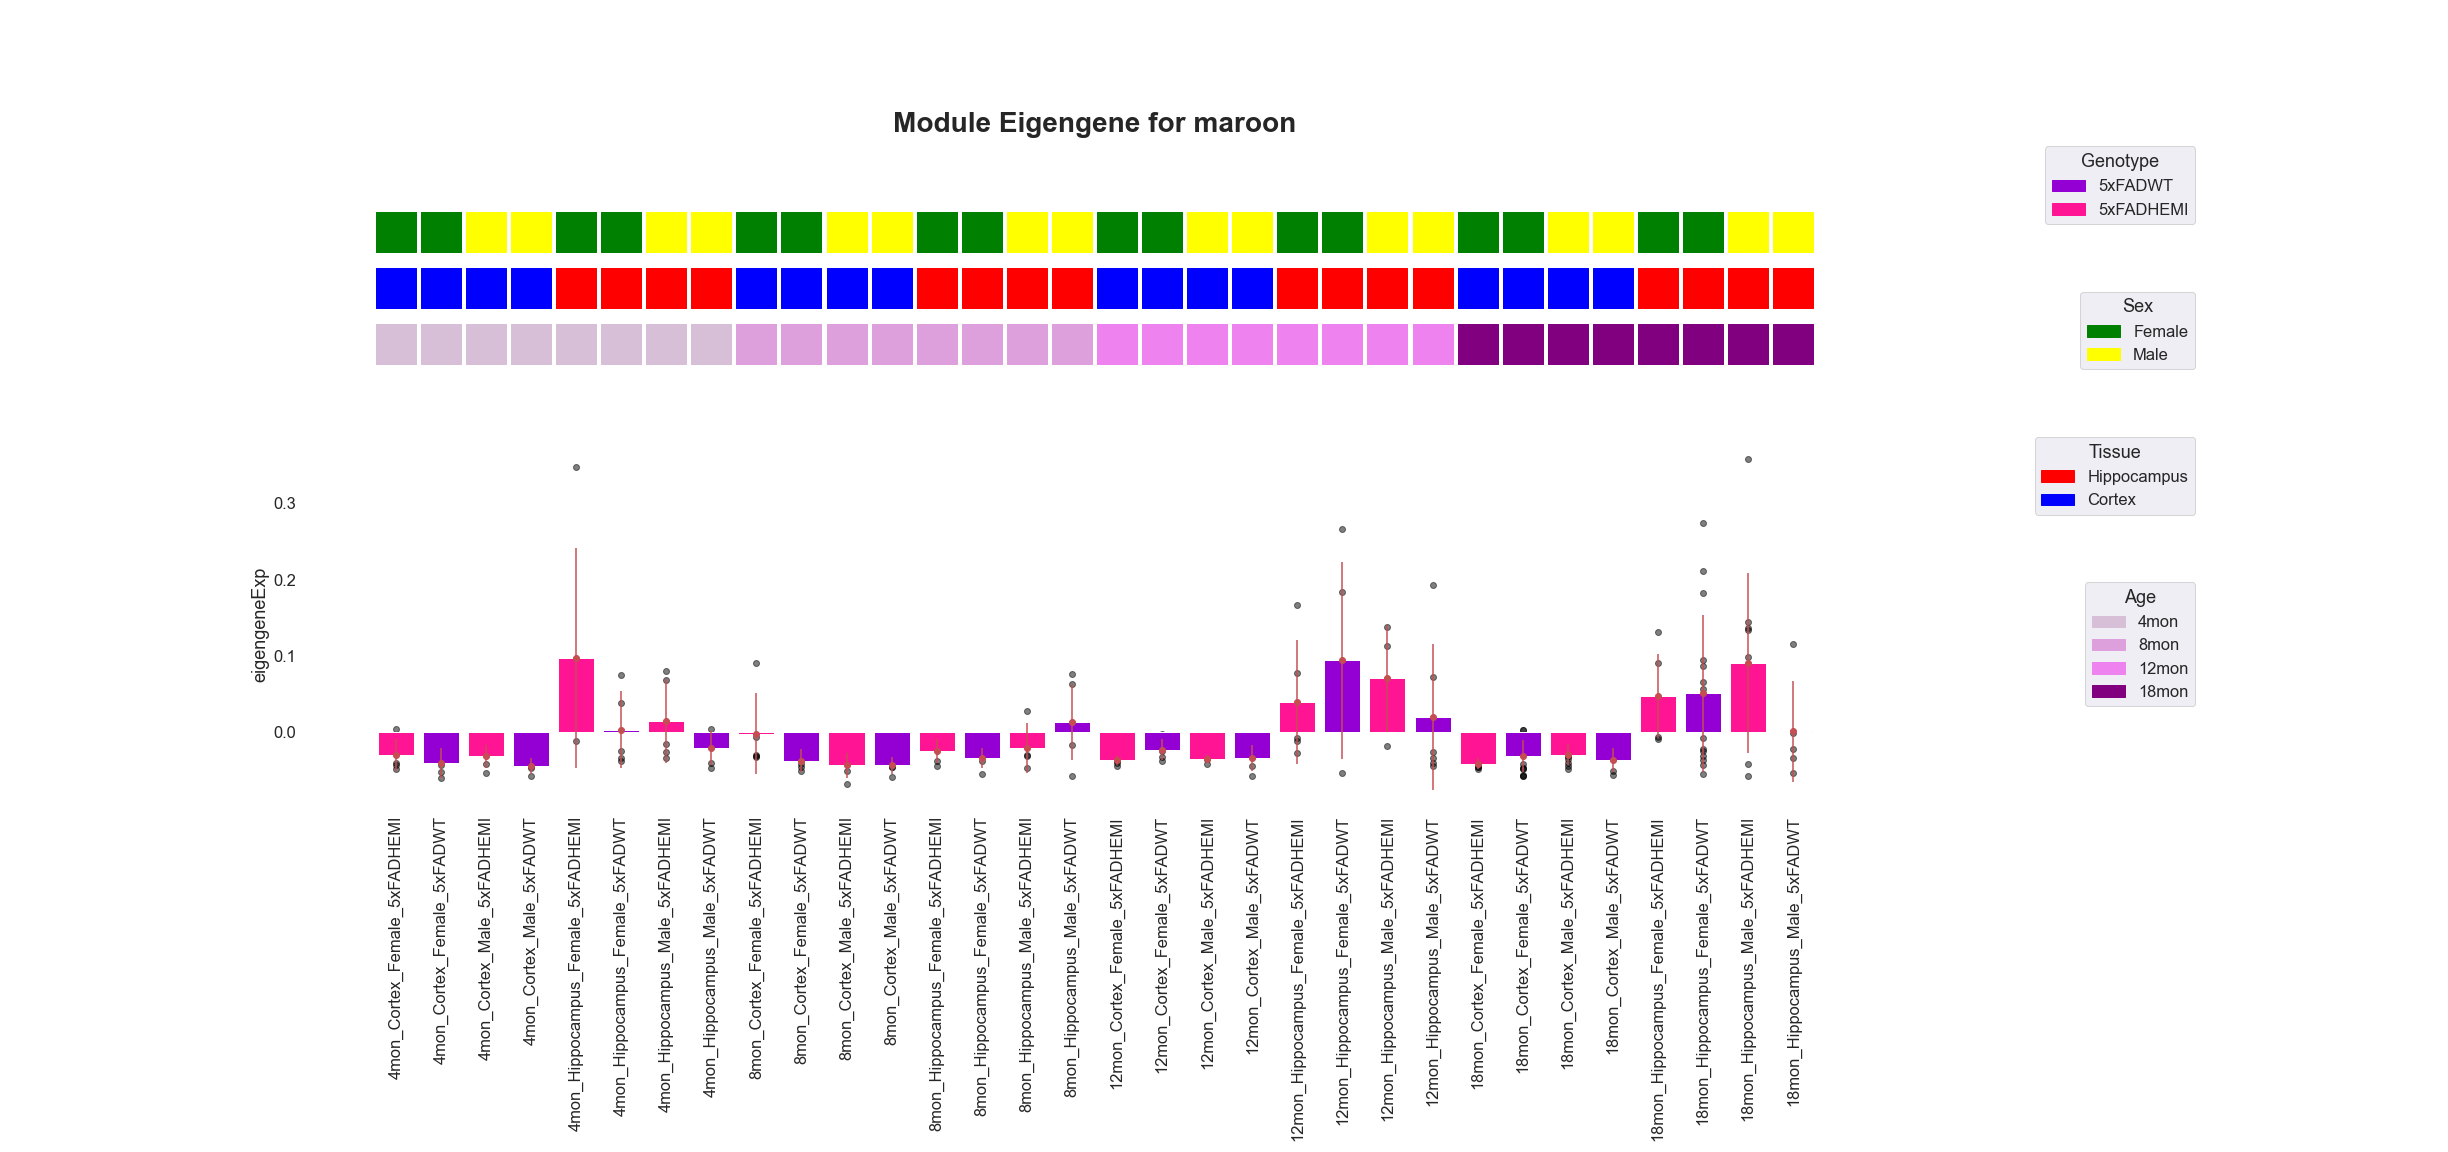 Module Eigengene for maroon
Genotype
5xFADWT
5xFADHEMI
Sex
Female
Male
Tissue
Hippocampus
Cortex
Age
4mon
8mon
12mon
18mon
eigengeneExp
0.3
0.2
0.1
0.0
4mon_Cortex_Female_5xFADHEMI
4mon_Cortex_Female_5xFADWT
4mon_Cortex_Male_5xFADHEMI
4mon_Cortex_Male_5xFADWT
4mon_Hippocampus_Female_5xFADHEMI
4mon_Hippocampus_Female_5xFADWT
4mon_Hippocampus_Male_5xFADHEMI
4mon_Hippocampus_Male_5xFADWT
8mon_Cortex_Female_5xFADHEMI
8mon_Cortex_Female_5xFADWT
8mon_Cortex_Male_5xFADHEMI
8mon_Cortex_Male_5xFADWT
8mon_Hippocampus_Female_5xFADHEMI
8mon_Hippocampus_Female_5xFADWT
8mon_Hippocampus_Male_5xFADHEMI
8mon_Hippocampus_Male_5xFADWT
12mon_Cortex_Female_5xFADHEMI
12mon_Cortex_Female_5xFADWT
12mon_Cortex_Male_5xFADHEMI
12mon_Cortex_Male_5xFADWT
12mon_Hippocampus_Female_5xFADHEMI
12mon_Hippocampus_Female_5xFADWT
12mon_Hippocampus_Male_5xFADHEMI
12mon_Hippocampus_Male_5xFADWT
18mon_Cortex_Female_5xFADHEMI
18mon_Cortex_Female_5xFADWT
18mon_Cortex_Male_5xFADHEMI
18mon_Cortex_Male_5xFADWT
18mon_Hippocampus_Female_5xFADHEMI
18mon_Hippocampus_Female_5xFADWT
18mon_Hippocampus_Male_5xFADHEMI
18mon_Hippocampus_Male_5xFADWT